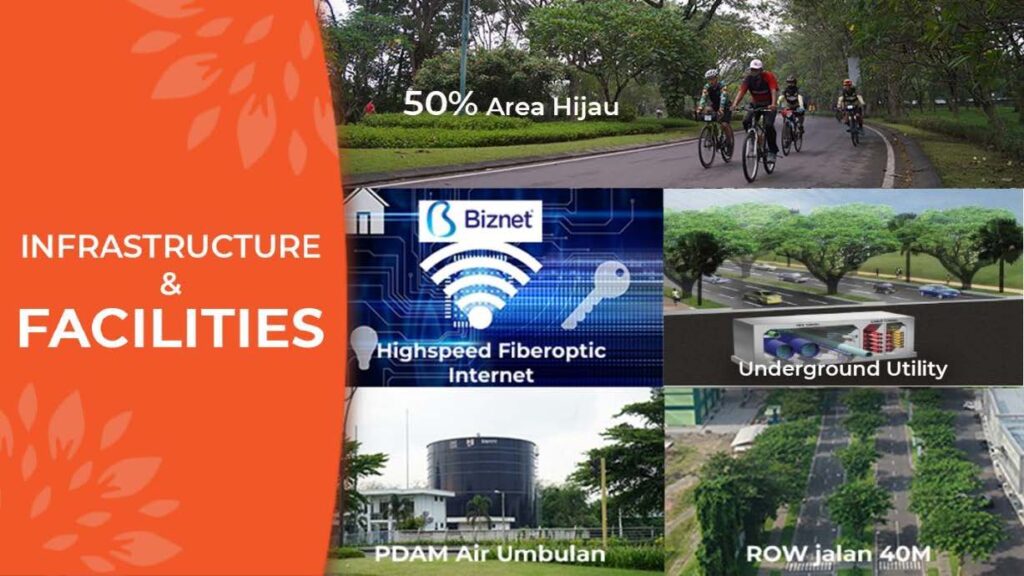 INFRASTRUCTURE
&
FACILITIES
50% Area Hijau
Biznet
Highspeed Fiberoptic
Internet
Underground Utility
PDAM Air Umbulan
ROW jalan 40M